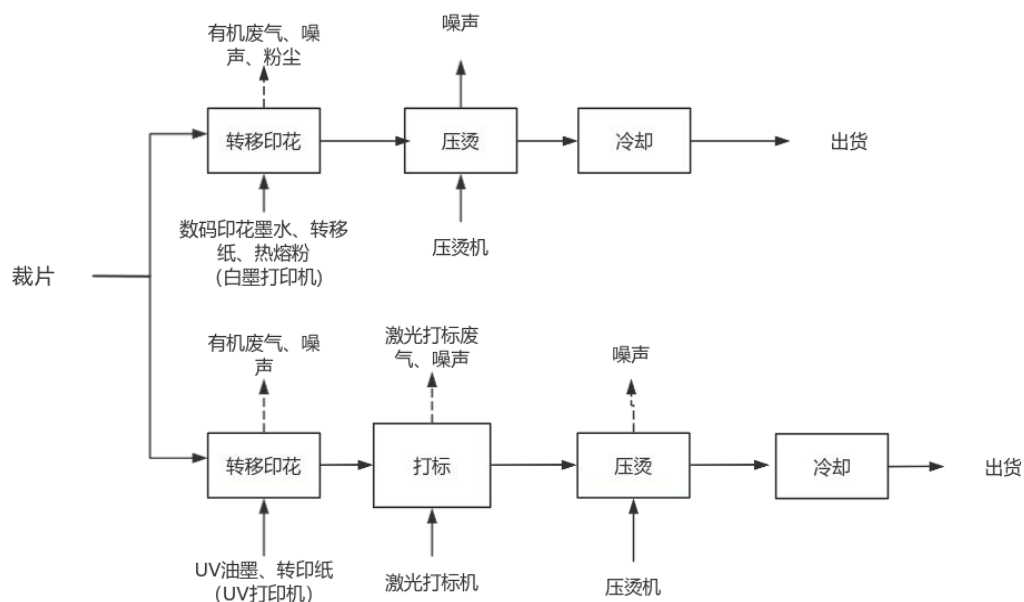 有机废气、噪
声、粉尘
噪声
转移印花
压烫
冷却
出货
数码印花墨水、转移
纸、热熔粉
（白墨打印机）
压烫机
裁片
有机废气、噪
声
激光打标废
气、噪声
噪声
转移印花
打标
压烫
冷却
出货
UV油墨、转印纸
（UV打印机）
激光打标机
压烫机